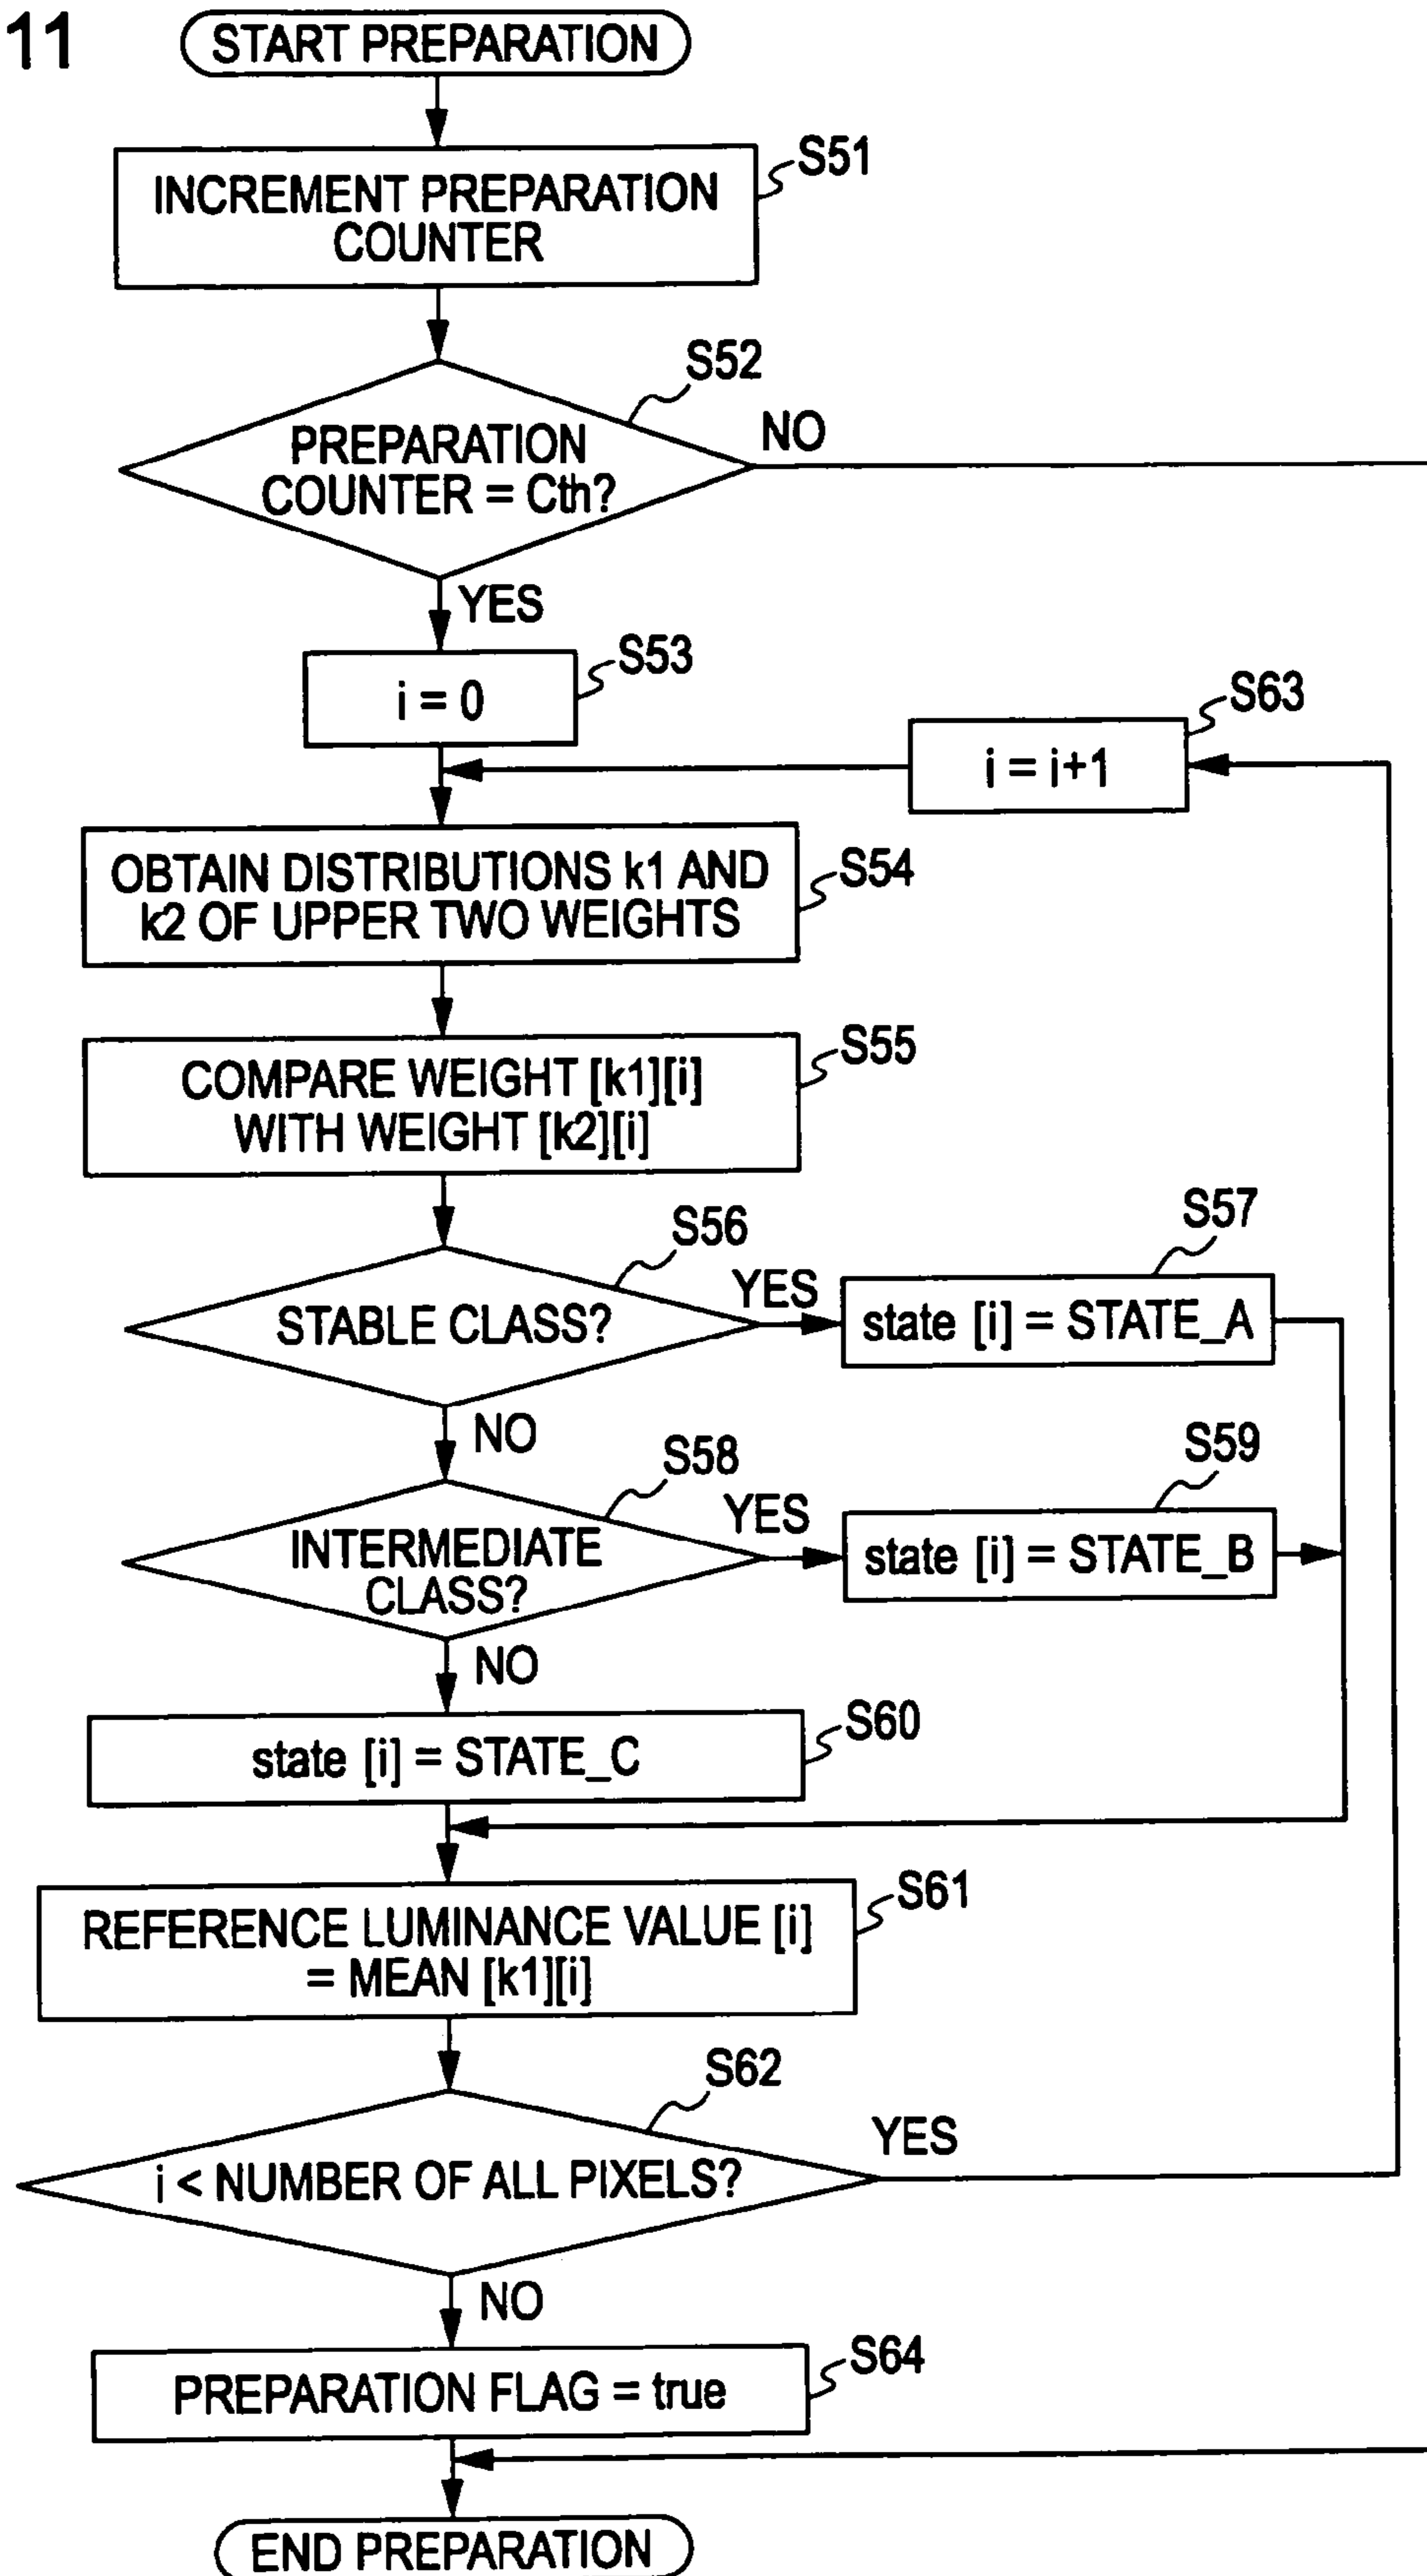 11
START PREPARATION
S51
INCREMENT PREPARATION
COUNTER
S52
NO
PREPARATION
COUNTER = Cth?
YES
S53
i = 0
S63
i = i+1
S54
OBTAIN DISTRIBUTIONS k1 AND
k2 OF UPPER TWO WEIGHTS
S55
COMPARE WEIGHT [k1][i]
WITH WEIGHT [k2][i]
S56
STABLE CLASS?
YES
S57
state [i] = STATE_A
NO
S58
INTERMEDIATE
CLASS?
YES
S59
state [i] = STATE_B
NO
S60
state [i] = STATE_C
S61
REFERENCE LUMINANCE VALUE [i]
= MEAN [k1][i]
S62
i < NUMBER OF ALL PIXELS?
YES
NO
S64
PREPARATION FLAG = true
END PREPARATION